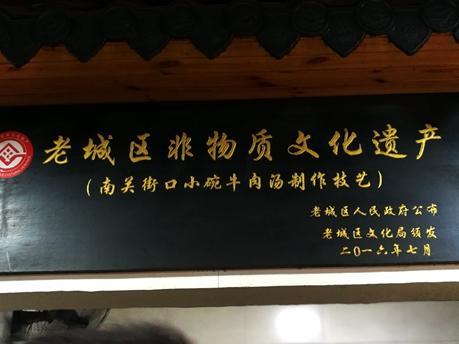 老城区非物质文化遗产
（南关街口小碗牛肉汤制作技艺）
老城区人民政府公布
老城区文化局颁发
二0一六年七月